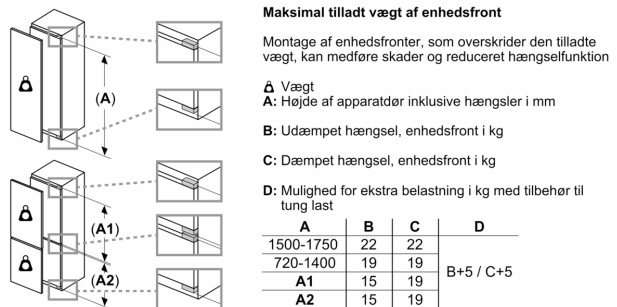 Maksimal tilladt vægt af enhedsfront
Montage af enhedsfronter, som overskrider den tilladte
vægt, kan medføre skader og reduceret hængselfunktion
Vægt
A: Højde af apparatdør inklusive hængsler i mm
B: Udæmpet hængsel, enhedsfront i kg
C: Dæmpet hængsel, enhedsfront i kg
D: Mulighed for ekstra belastning i kg med tilbehør til
tung last
A B C D
1500-1750 22 22
720-1400 19 19
B+5 / C+5
A1 15 19
A2 15 19
(A)
(A1)
(A2)